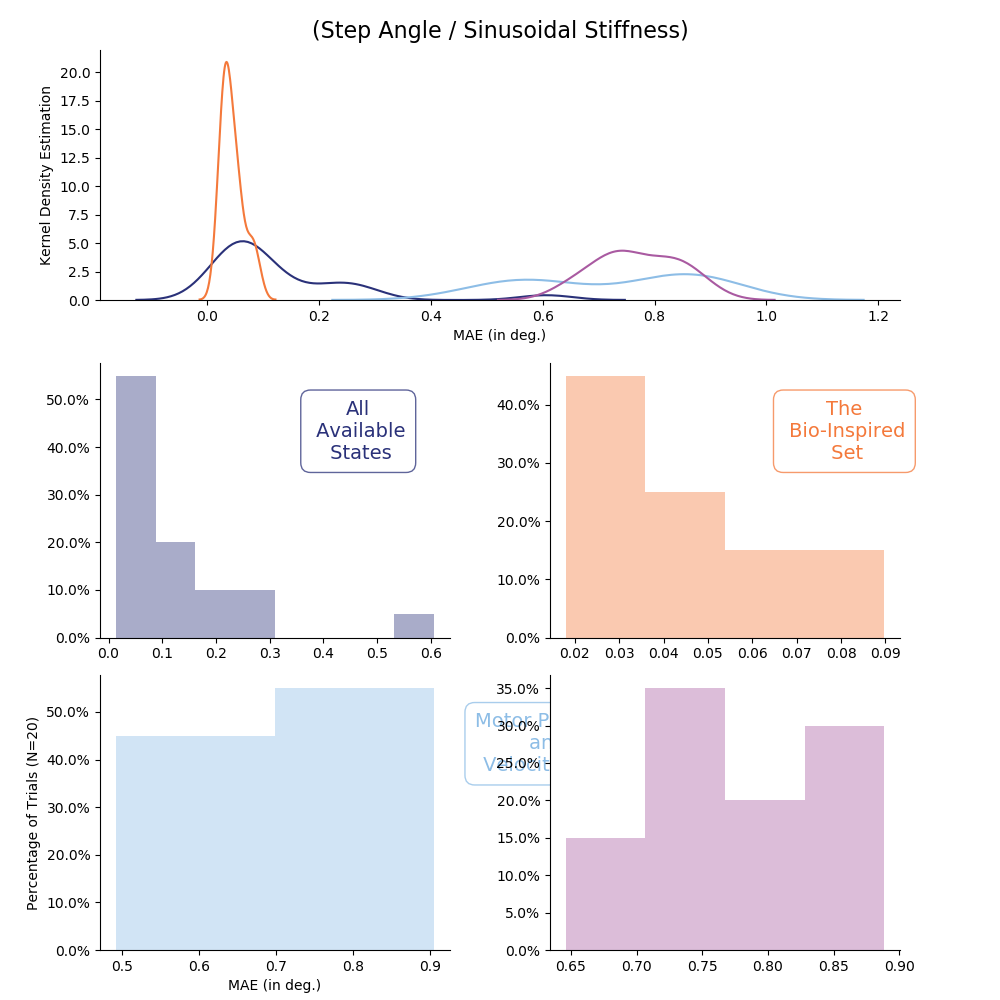 (Step Angle / Sinusoidal Stiffness)
20.0
17.5
15.0
12.5
10.0
7.5
5.0
2.5
0.0
Kernel Density Estimation
0.0 0.2 0.4 0.6 0.8 1.0 1.2
MAE (in deg.)
50.0%
40.0%
30.0%
20.0%
10.0%
0.0%
All
Available
States
0.0 0.1 0.2 0.3 0.4 0.5 0.6
40.0%
30.0%
20.0%
10.0%
0.0%
The
Bio-Inspired
Set
0.02 0.03 0.04 0.05 0.06 0.07 0.08 0.09
50.0%
40.0%
30.0%
20.0%
10.0%
0.0%
Percentage of Trials (N=20)
0.5 0.6 0.7 0.8 0.9
MAE (in deg.)
Motor P
an
Velocit
35.0%
30.0%
25.0%
20.0%
15.0%
10.0%
5.0%
0.0%
0.65 0.70 0.75 0.80 0.85 0.90